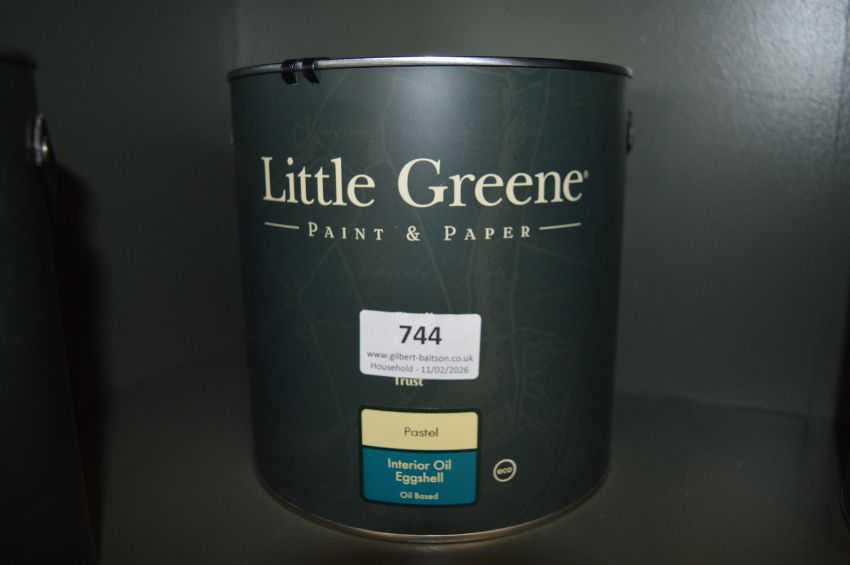 Little Greene®
PAINT & PAPER
744
www.gilbert-baitson.co.uk
Household - 11/02/2026
Trust
Pastel
Interior Oil
Eggshell
Oil Based
eco